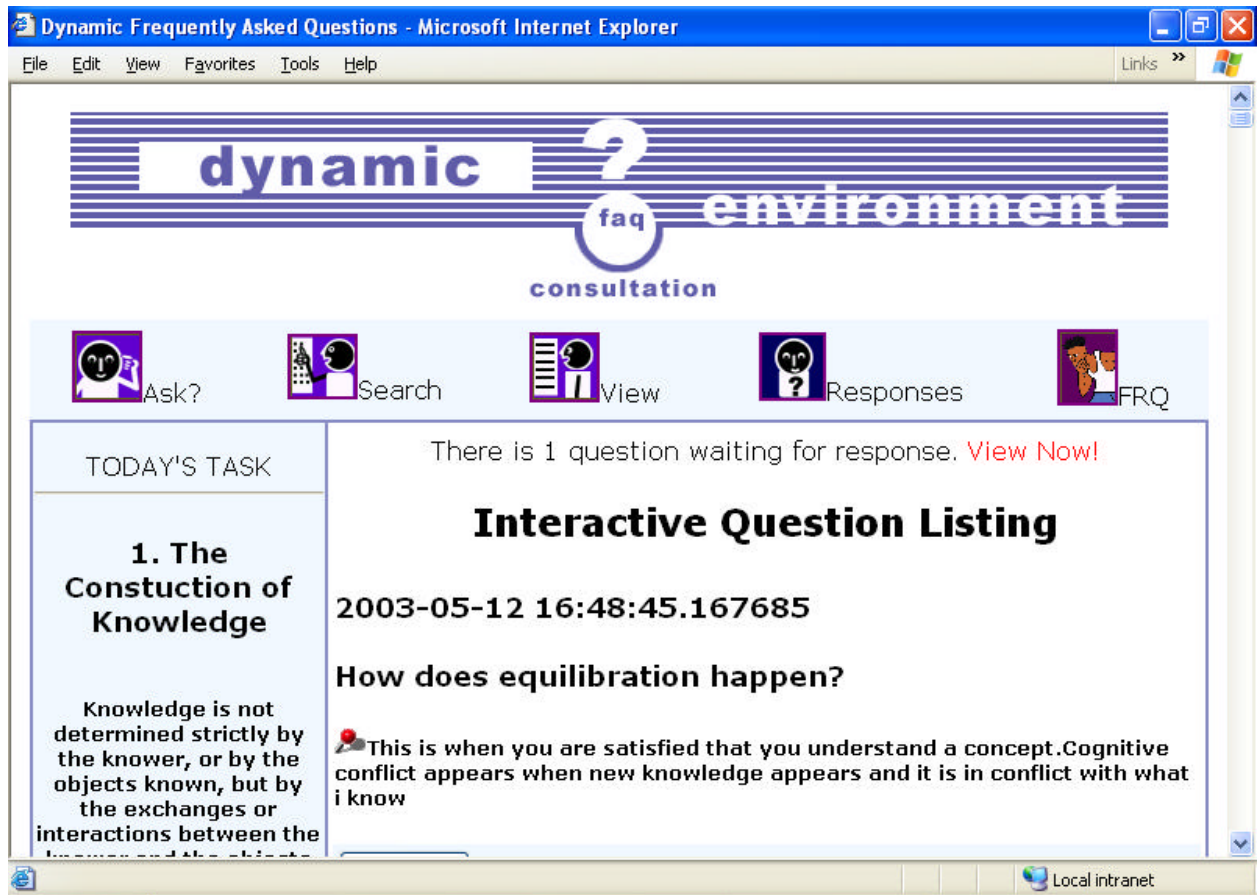 Dynamic Frequently Asked Questions - Microsoft Internet Explorer
File Edit View Favorites Tools Help Links »
dynamic ? environment
faq
consultation
Ask? Search View Responses FRQ
?
TODAY'S TASK
1. The
Constuction of
Knowledge
Knowledge is not
determined strictly by
the knower, or by the
objects known, but by
the exchanges or
interactions between the
knower and the objects
There is 1 question waiting for response. View Now!
Interactive Question Listing
2003-05-12 16:48:45.167685
How does equilibration happen?
This is when you are satisfied that you understand a concept.Cognitive
conflict appears when new knowledge appears and it is in conflict with what
i know
Local intranet